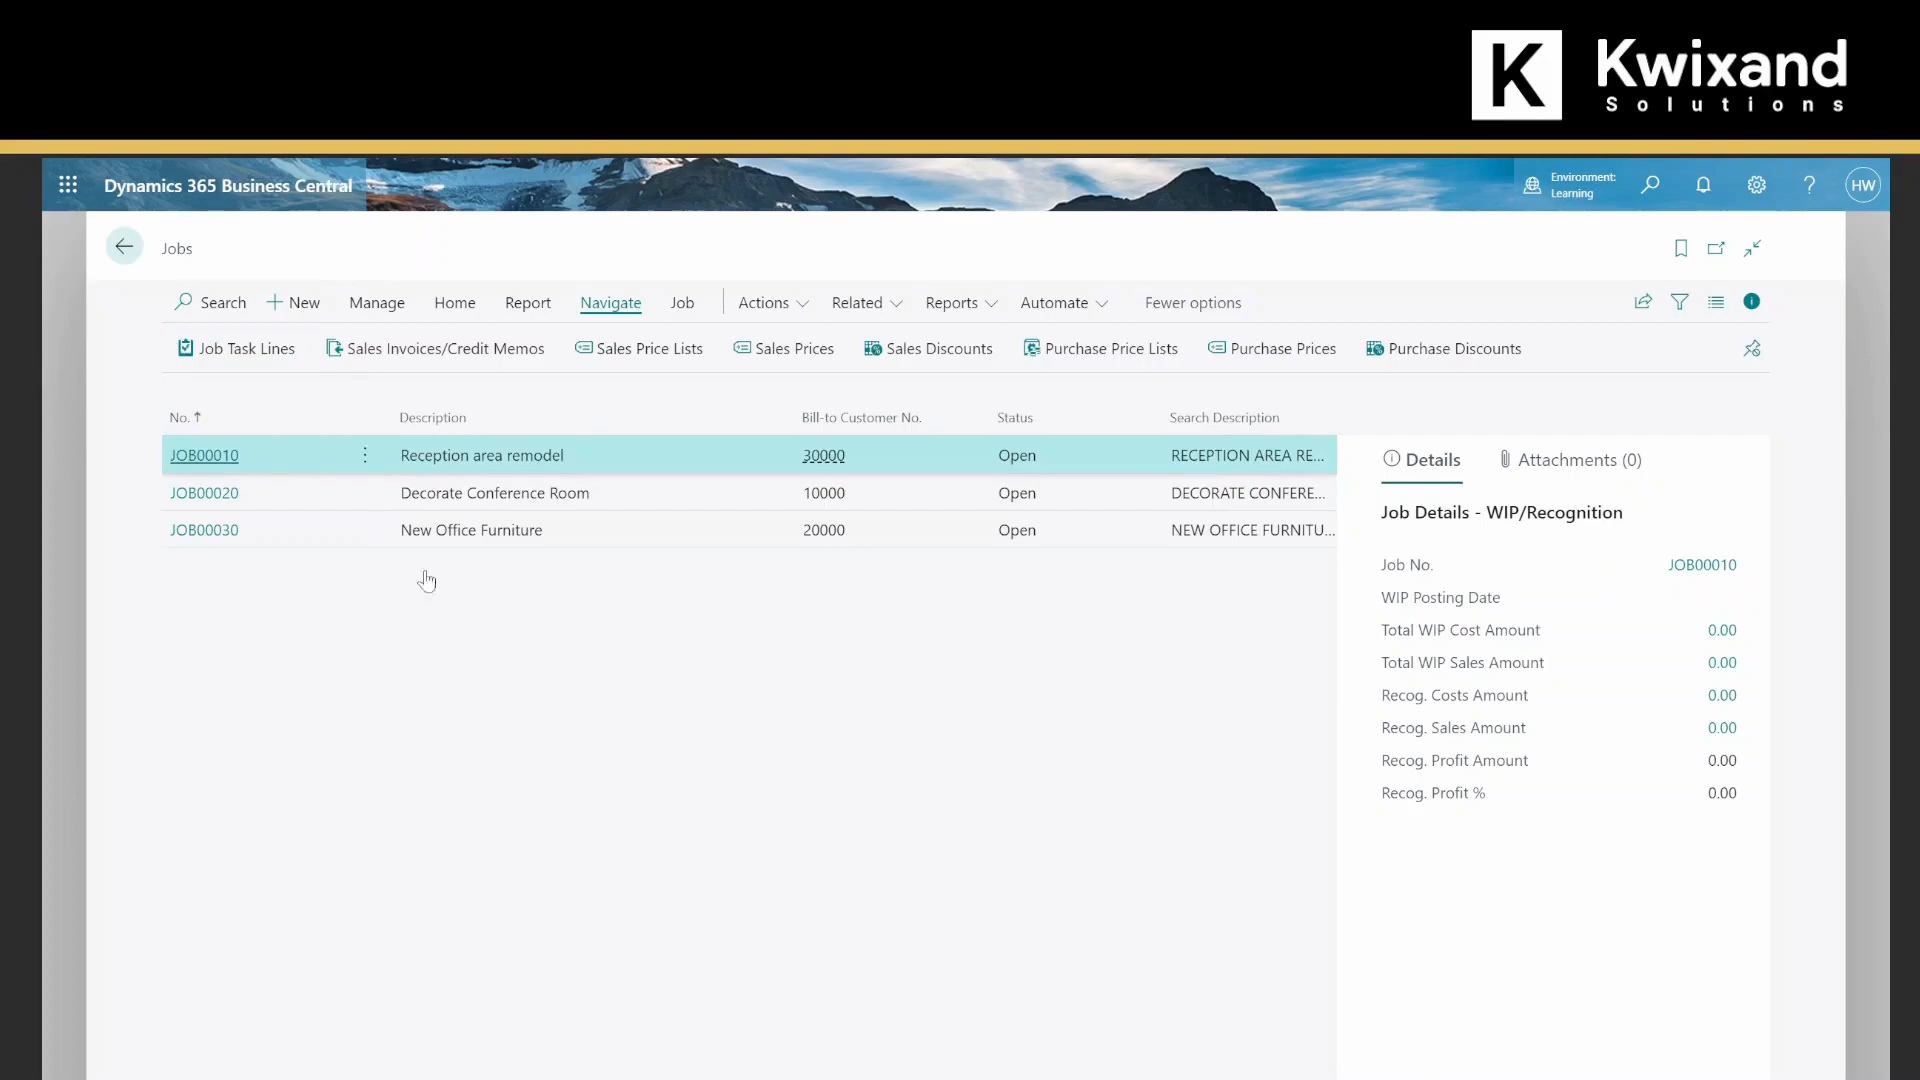 K Kwixand
Solutions
Dynamics 365 Business Central
Environment:
Learning
HW
Jobs
Search New Manage Home Report Navigate Job Actions Related Reports Automate Fewer options
Job Task Lines Sales Invoices/Credit Memos Sales Price Lists Sales Prices Sales Discounts Purchase Price Lists Purchase Prices Purchase Discounts
No. ↑ Description Bill-to Customer No. Status Search Description
JOB00010 Reception area remodel 30000 Open RECEPTION AREA RE...
JOB00020 Decorate Conference Room 10000 Open DECORATE CONFERE...
JOB00030 New Office Furniture 20000 Open NEW OFFICE FURNITU...
Details Attachments (0)
Job Details - WIP/Recognition
Job No. JOB00010
WIP Posting Date
Total WIP Cost Amount 0.00
Total WIP Sales Amount 0.00
Recog. Costs Amount 0.00
Recog. Sales Amount 0.00
Recog. Profit Amount 0.00
Recog. Profit % 0.00